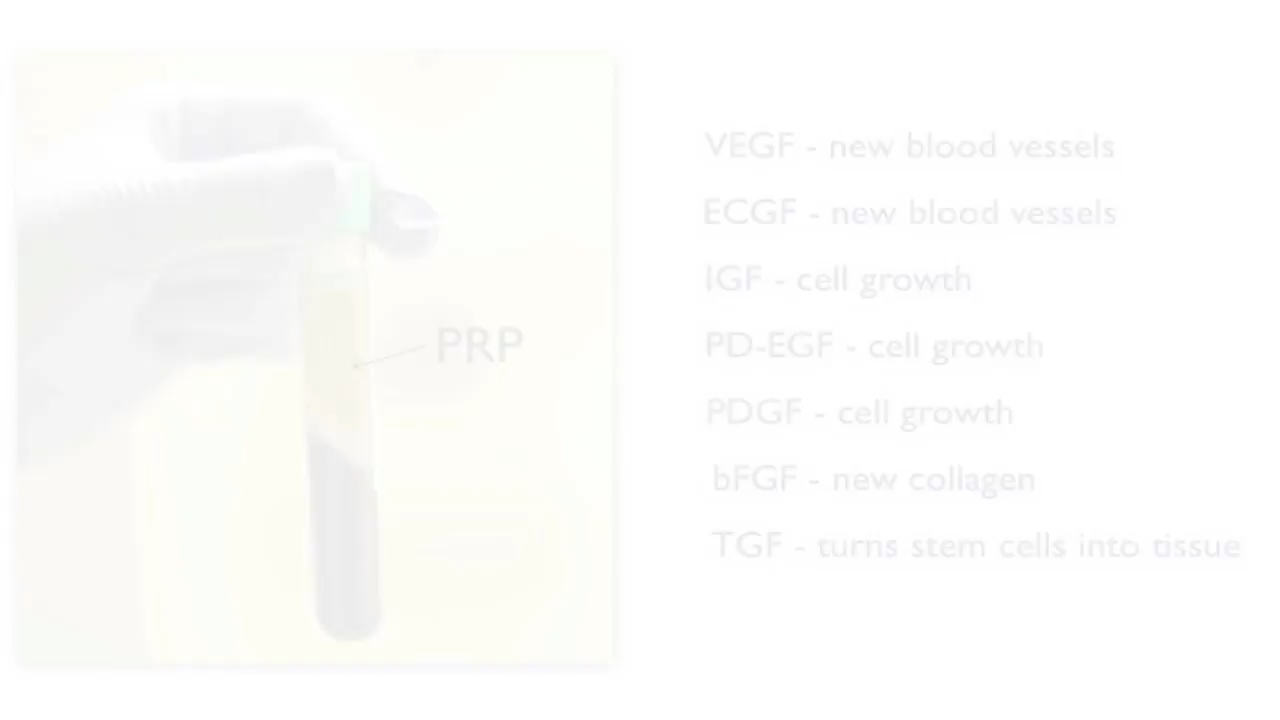 PRP
VEGF - new blood vessels
ECGF - new blood vessels
IGF - cell growth
PD-EGF - cell growth
PDGF - cell growth
bFGF - new collagen
TGF - turns stem cells into tissue